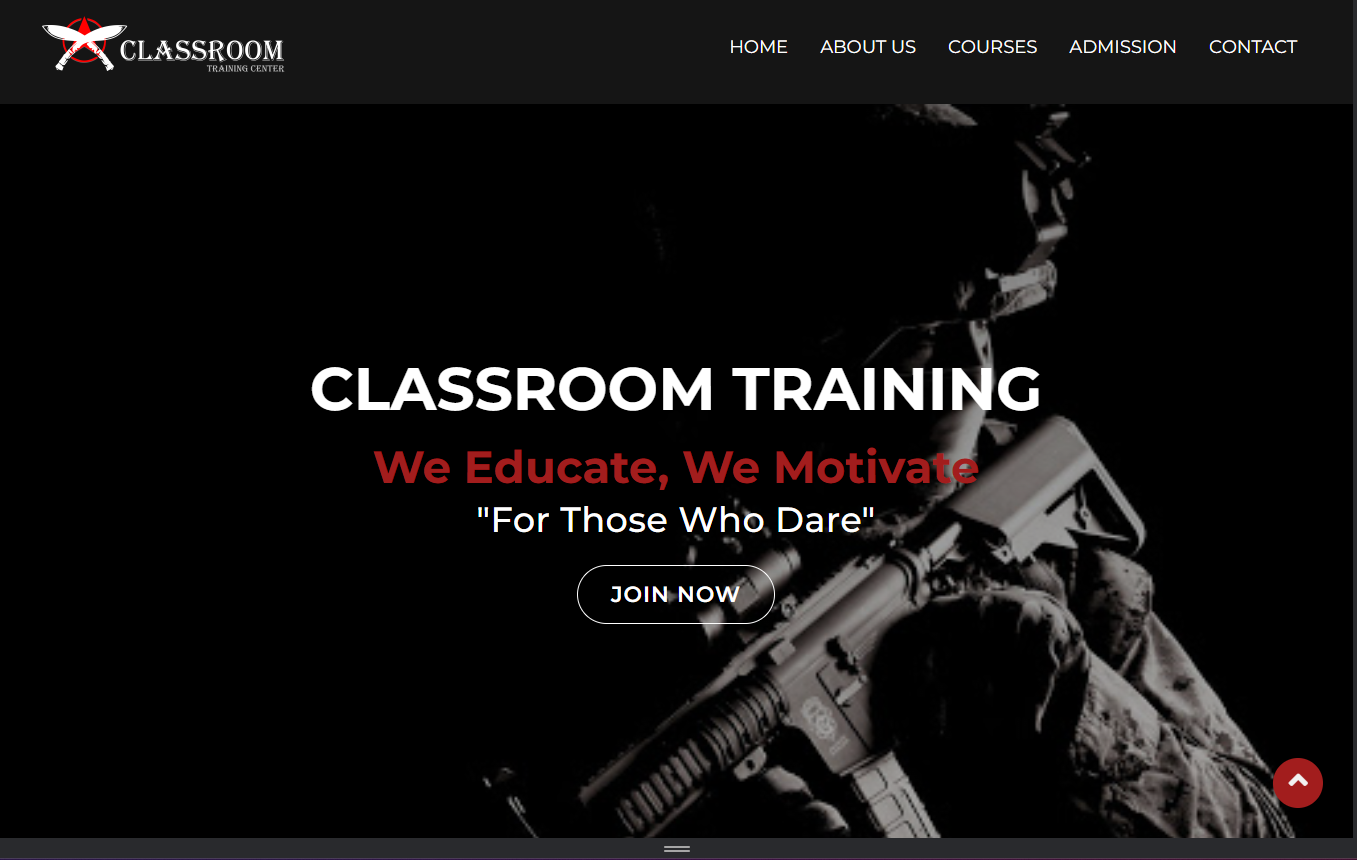 CLASSROOM
TRAINING CENTER
HOME ABOUT US COURSES ADMISSION CONTACT
CLASSROOM TRAINING
We Educate, We Motivate
"For Those Who Dare"
JOIN NOW